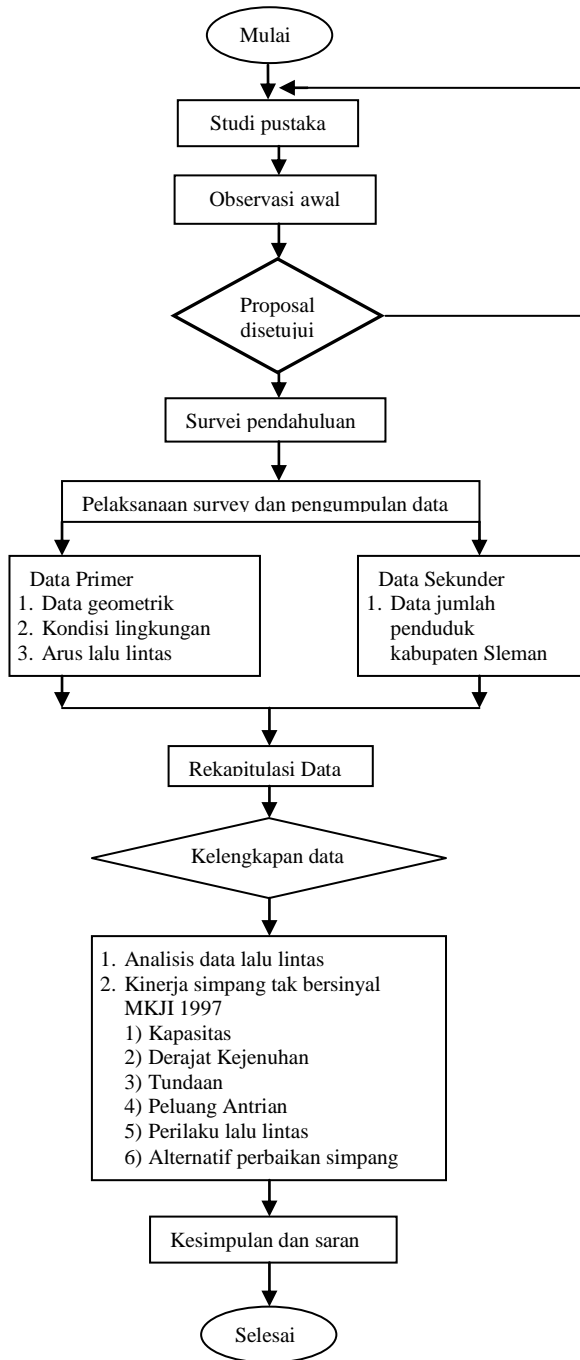 Mulai
Studi pustaka
Observasi awal
Proposal
disetujui
Survei pendahuluan
Pelaksanaan survey dan pengumpulan data
Data Primer
1. Data geometrik
2. Kondisi lingkungan
3. Arus lalu lintas
Data Sekunder
1. Data jumlah
penduduk
kabupaten Sleman
Rekapitulasi Data
Kelengkapan data
1. Analisis data lalu lintas
2. Kinerja simpang tak bersinyal
MKJI 1997
1) Kapasitas
2) Derajat Kejenuhan
3) Tundaan
4) Peluang Antrian
5) Perilaku lalu lintas
6) Alternatif perbaikan simpang
Kesimpulan dan saran
Selesai